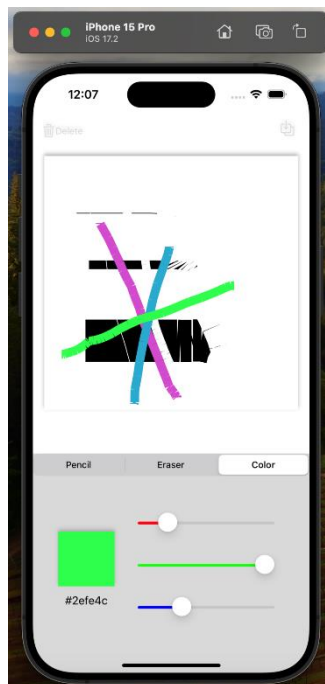 iPhone 15 Pro
iOS 17.2
12:07
Delete
Pencil Eraser Color
#2efe4c